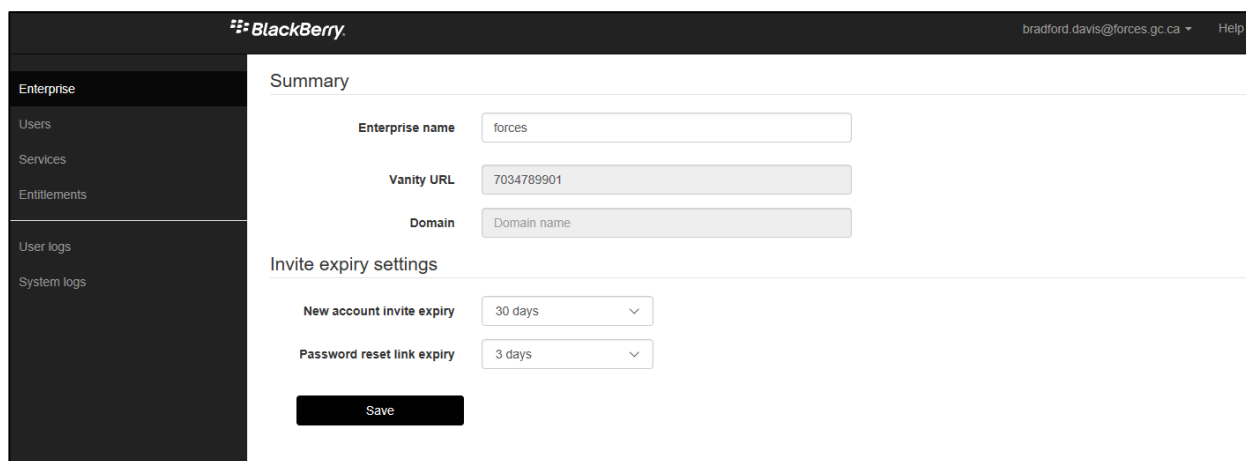 BlackBerry.
bradford.davis@forces.gc.ca
Help
Enterprise
Users
Services
Entitlements
User logs
System logs
Summary
Enterprise name forces
Vanity URL 7034789901
Domain Domain name
Invite expiry settings
New account invite expiry 30 days
Password reset link expiry 3 days
Save